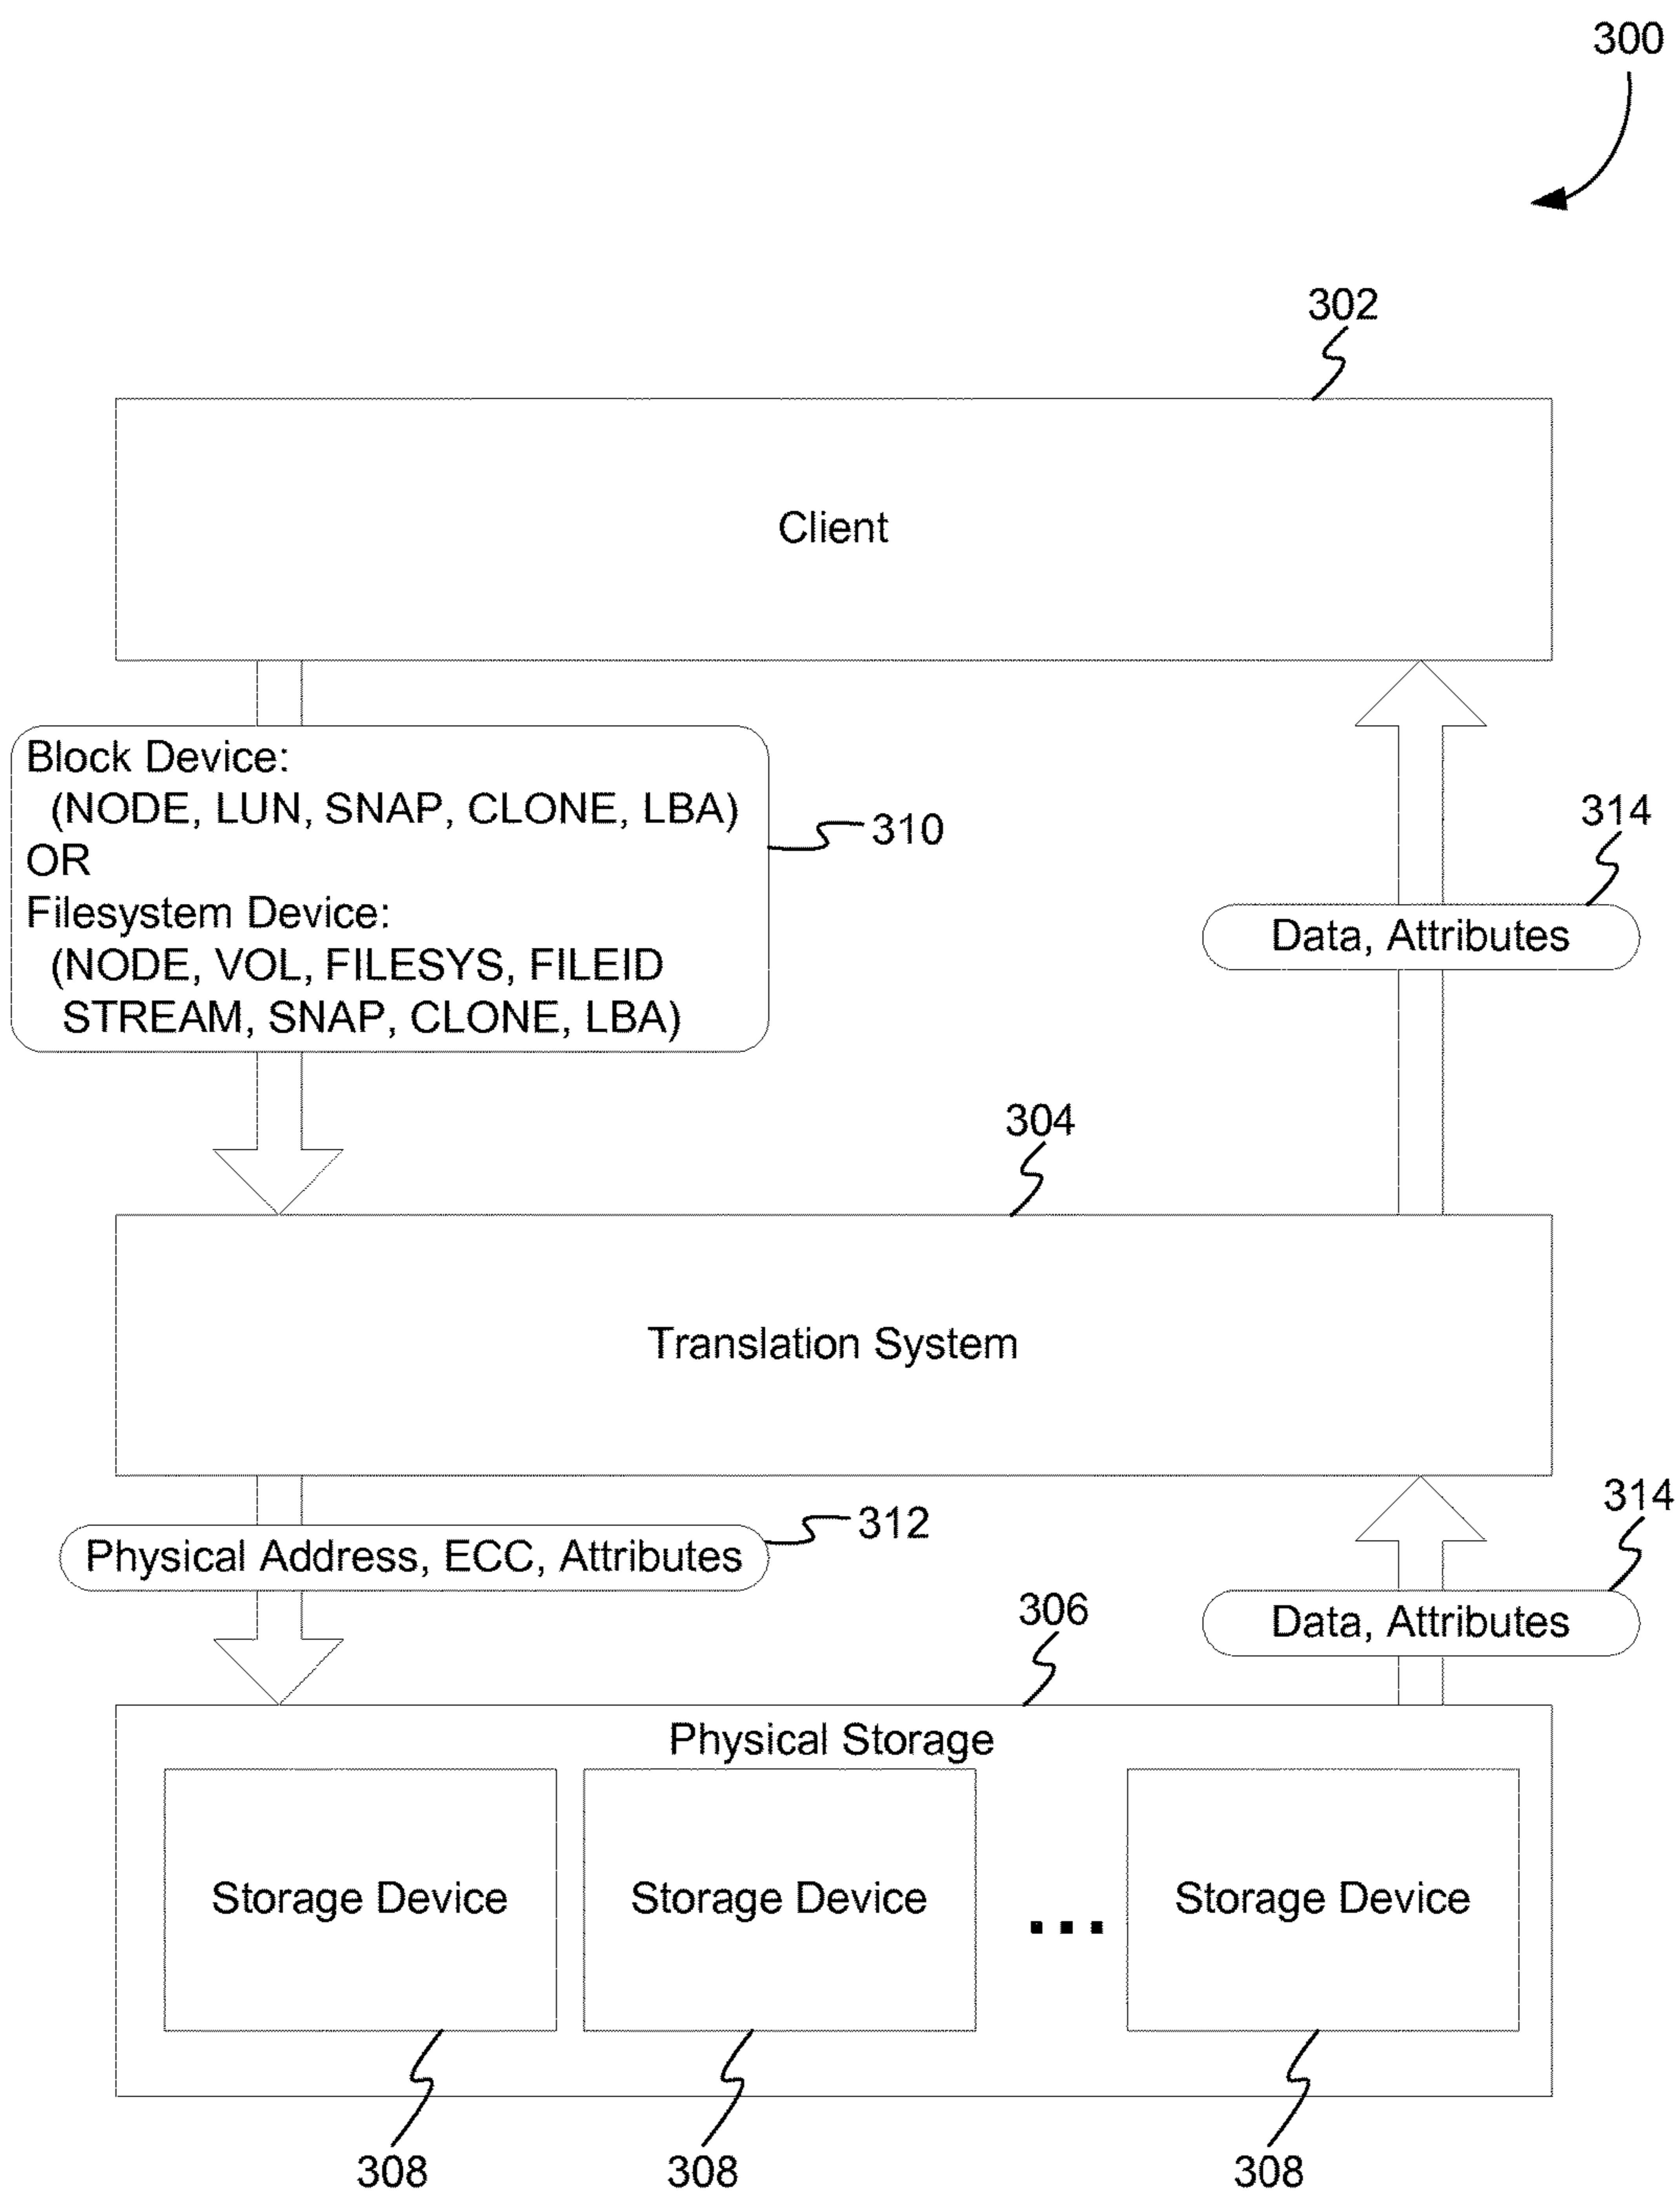 300
302
Client
Block Device:
(NODE, LUN, SNAP, CLONE, LBA)
OR
Filesystem Device:
(NODE, VOL, FILESYS, FILEID
STREAM, SNAP, CLONE, LBA)
310
314
Data, Attributes
304
Translation System
Physical Address, ECC, Attributes
312
314
Data, Attributes
306
Physical Storage
Storage Device
Storage Device
...
Storage Device
308
308
308